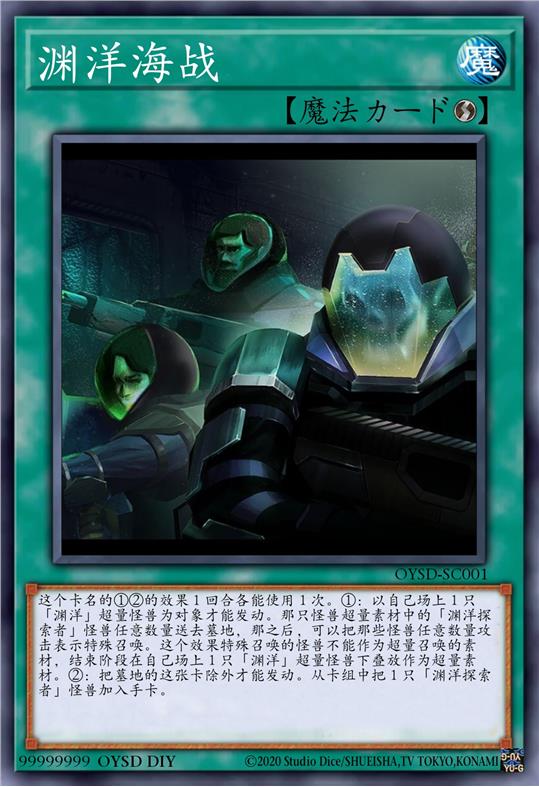 渊洋海战
魔
【魔法カード】
OYSD-SC001
这个卡名的①②的效果1回合各能使用1次。①：以自己场上1只
「渊洋」超量怪兽为对象才能发动。那只怪兽超量素材中的「渊洋探
索者」怪兽任意数量送去墓地，那之后，可以把那些怪兽任意数量攻
击表示特殊召唤。这个效果特殊召唤的怪兽不能作为超量召唤的素
材，结束阶段在自己场上1只「渊洋」超量怪兽下叠放作为超量素
材。②：把墓地的这张卡除外才能发动。从卡组中把1只「渊洋探索
者」怪兽加入手卡。
99999999 OYSD DIY ©2020 Studio Dice/SHUEISHA,TV TOKYO,KONAMI